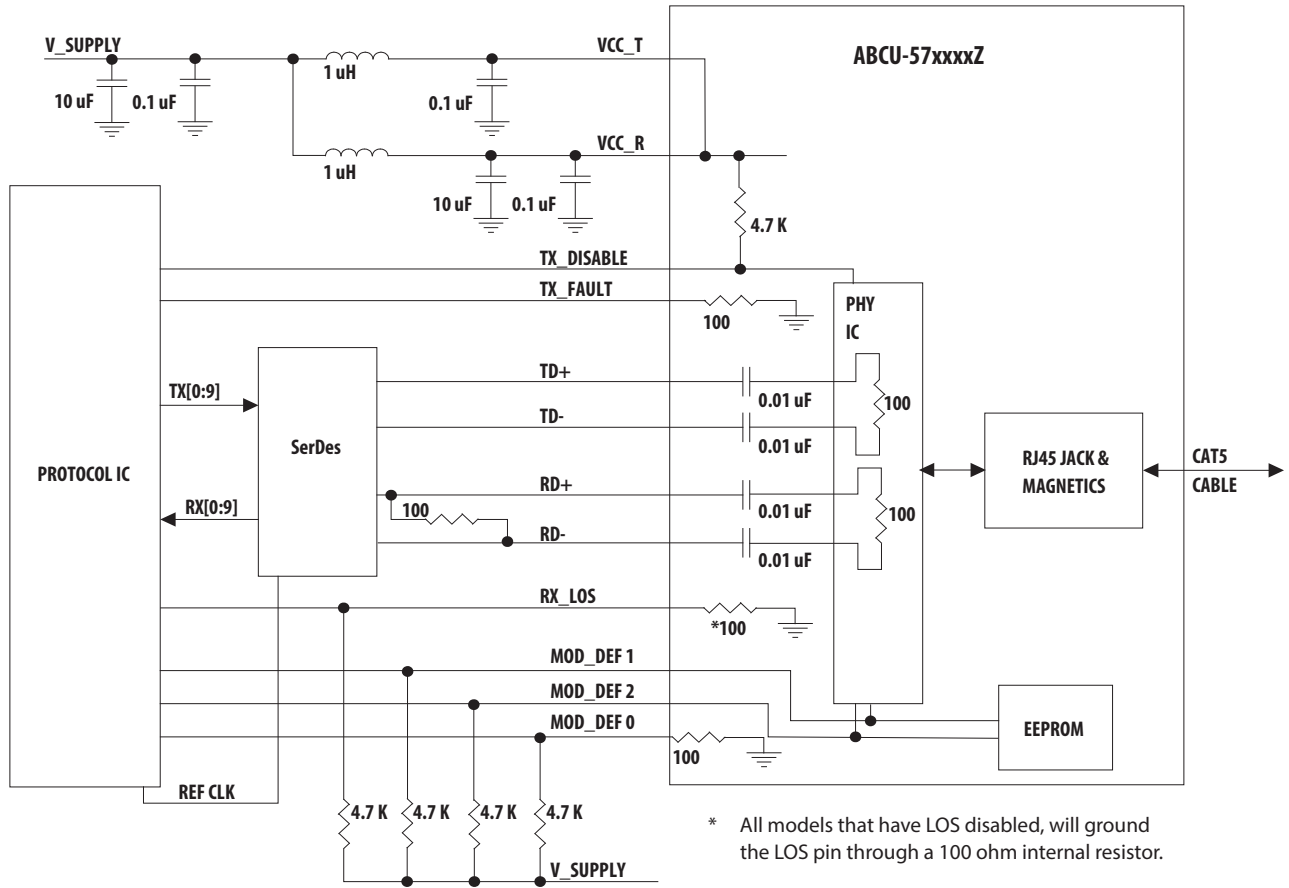 V_SUPPLY
VCC_T
ABCU-57xxxxZ
1 uH
10 uF
0.1 uF
0.1 uF
VCC_R
1 uH
10 uF
0.1 uF
4.7 K
TX_DISABLE
TX_FAULT
100
PHY
IC
TX[0:9]
TD+
0.01 uF
100
TD-
0.01 uF
SerDes
PROTOCOL IC
RJ45 JACK &
MAGNETICS
CAT5
CABLE
RD+
RX[0:9]
100
0.01 uF
100
RD-
0.01 uF
RX_LOS
*100
MOD_DEF 1
MOD_DEF 2
MOD_DEF 0
100
EEPROM
REF CLK
4.7 K
4.7 K
4.7 K
4.7 K
V_SUPPLY
* All models that have LOS disabled, will ground
the LOS pin through a 100 ohm internal resistor.